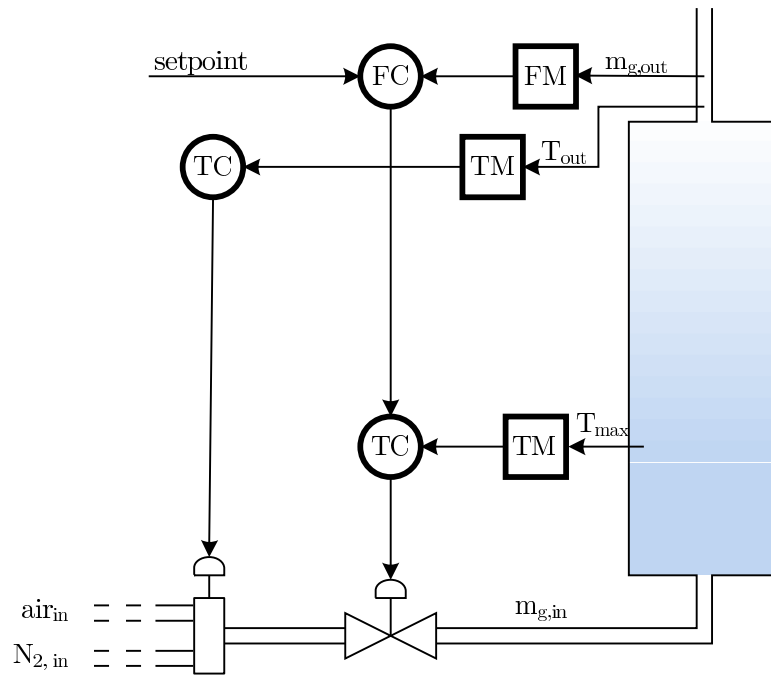 setpoint
FC
FM
m_g,out
TC
TM
T_out
TC
TM
T_max
air_in
m_g,in
N_2, in